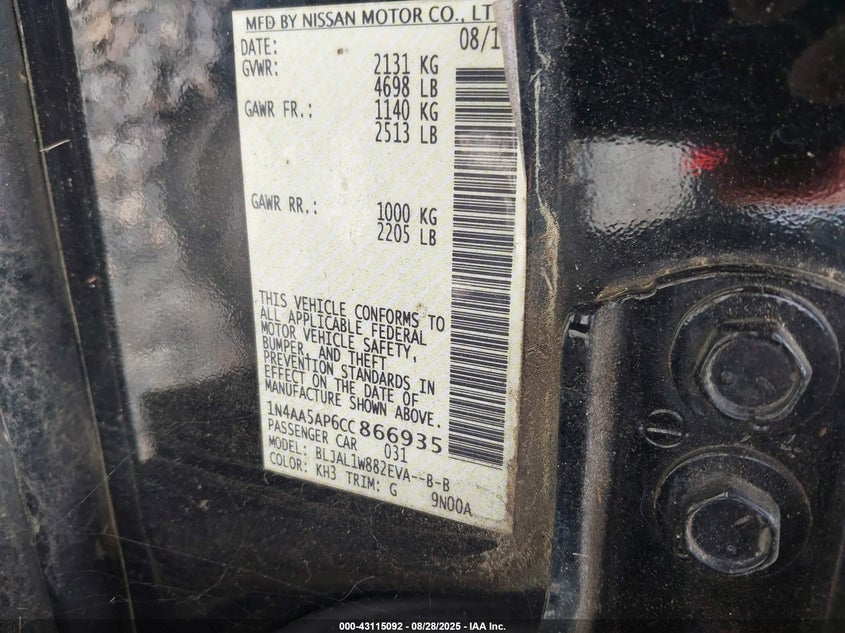 MFD BY NISSAN MOTOR CO., LT
DATE: 08/1
GVWR: 2131 KG
4698 LB
GAWR FR.: 1140 KG
2513 LB
GAWR RR.: 1000 KG
2205 LB
THIS VEHICLE CONFORMS TO
ALL APPLICABLE FEDERAL
MOTOR VEHICLE SAFETY,
BUMPER, AND THEFT
PREVENTION STANDARDS IN
EFFECT ON THE DATE OF
MANUFACTURE SHOWN ABOVE.
1N4AA5AP6CC866935
PASSENGER CAR 031
MODEL: BLJAL1W882EVA--B-B
COLOR: KH3 TRIM: G 9N00A
4
000-43115092 - 08/28/2025 - IAA Inc.